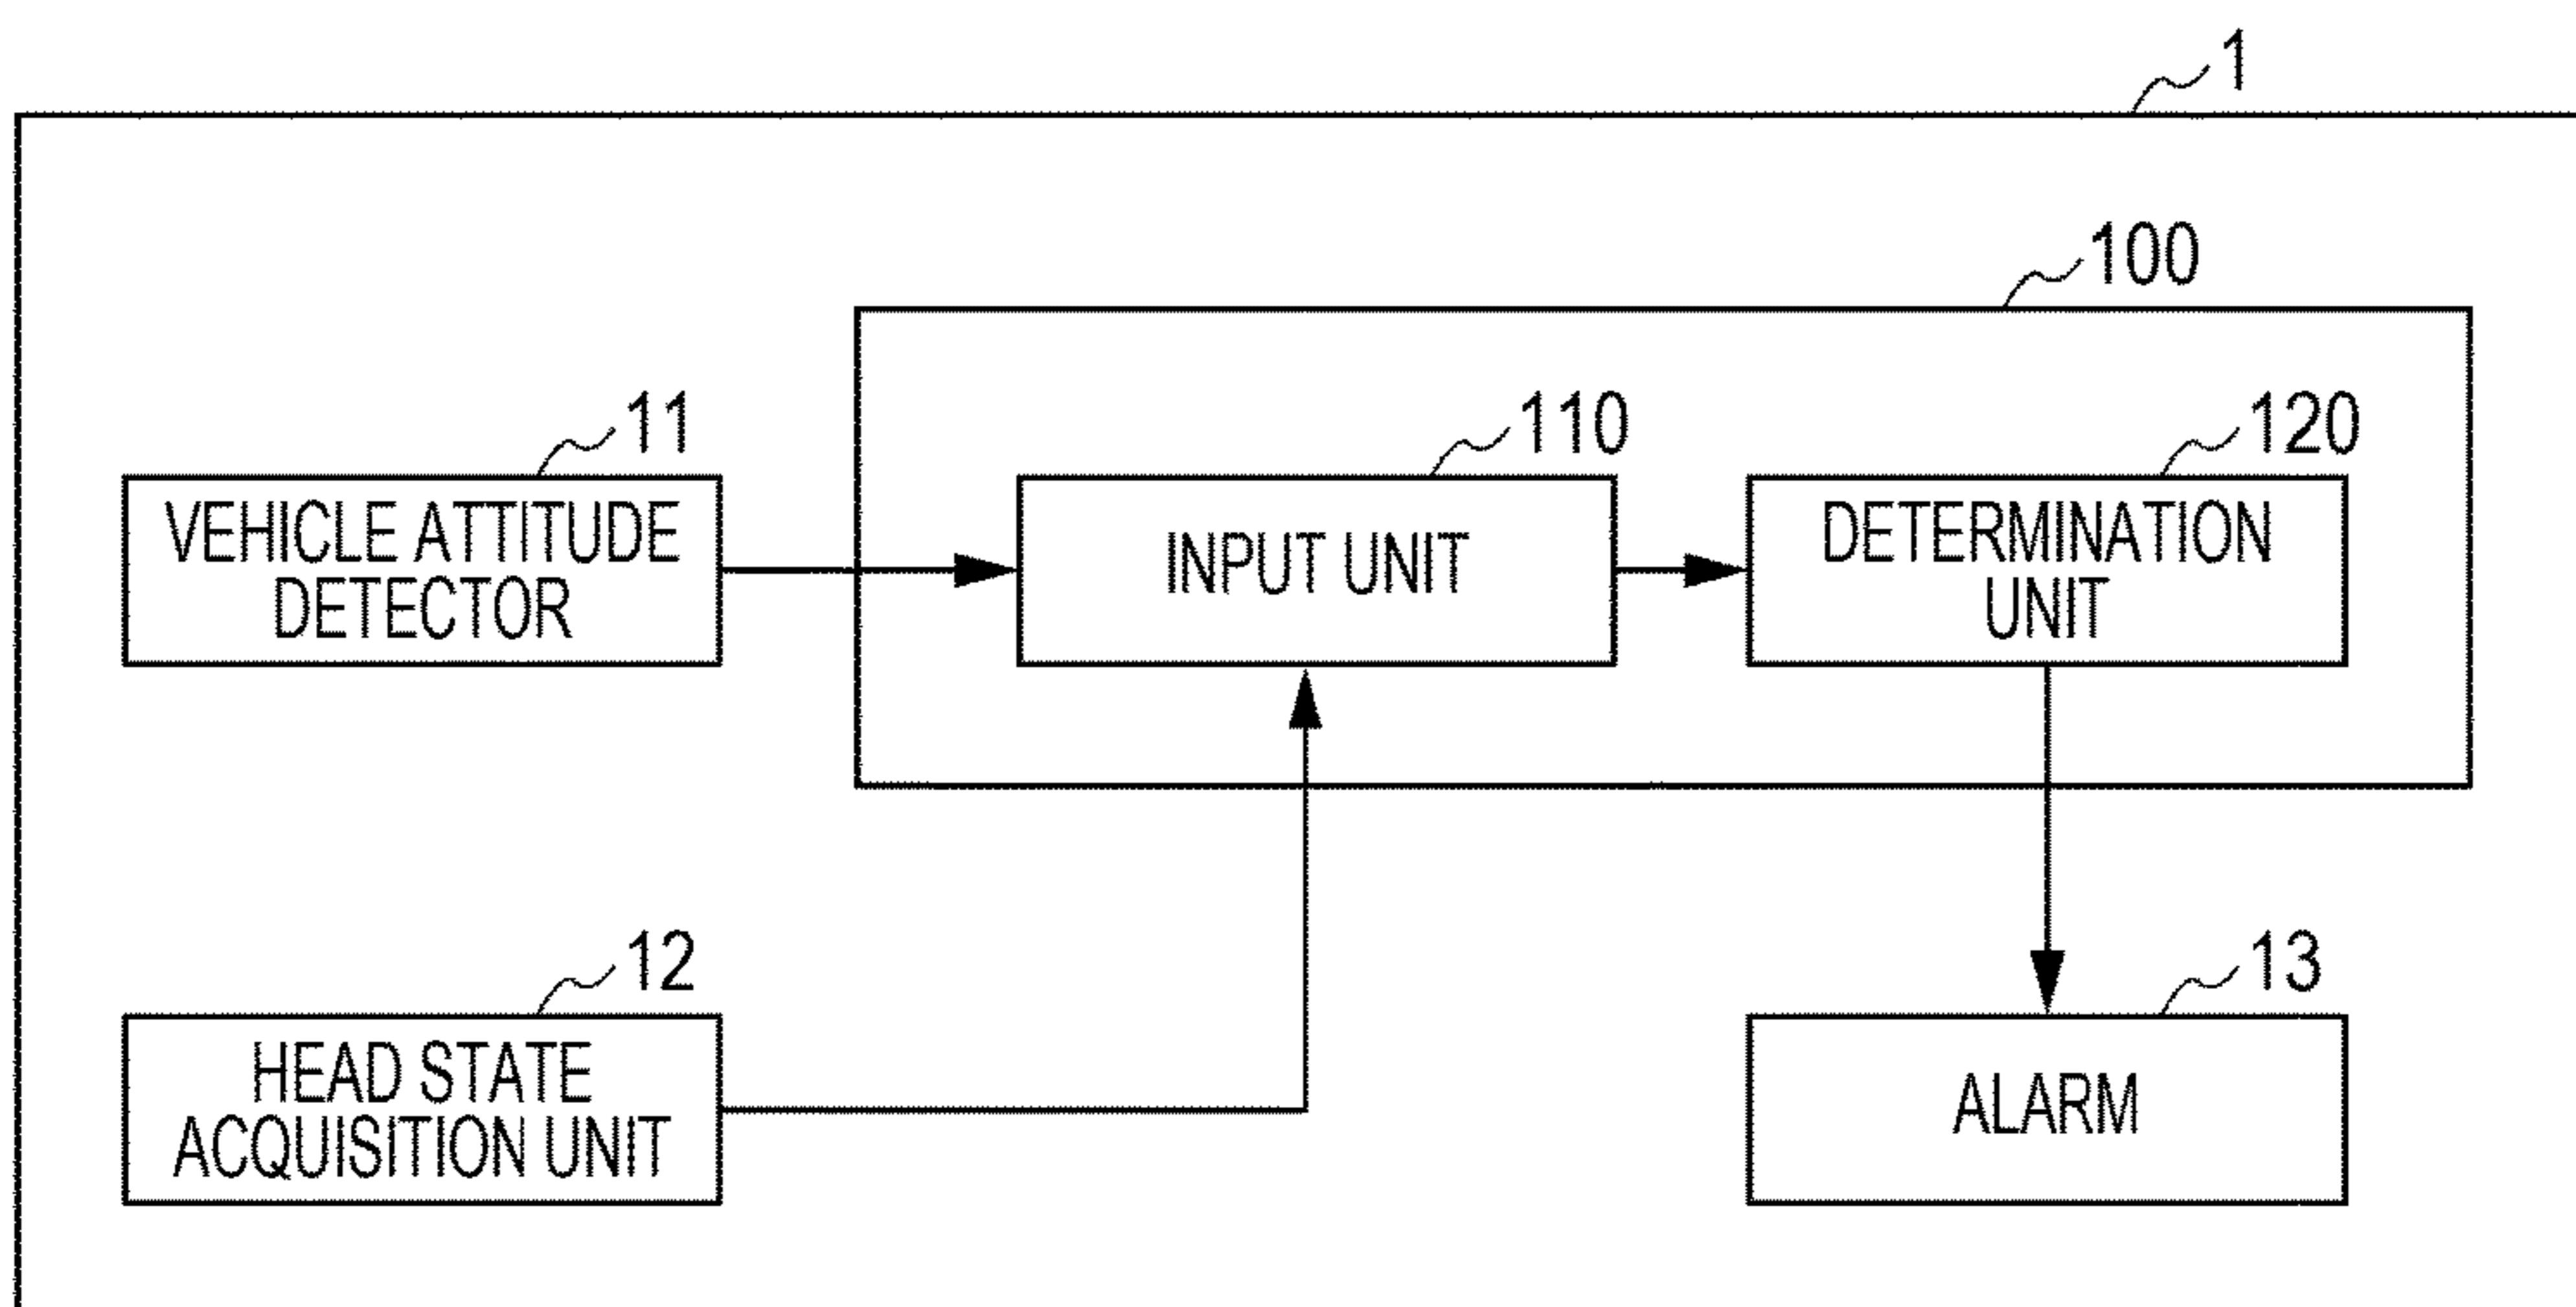 1
100
11
110
120
VEHICLE ATTITUDE
DETECTOR
INPUT UNIT
DETERMINATION
UNIT
12
13
HEAD STATE
ACQUISITION UNIT
ALARM